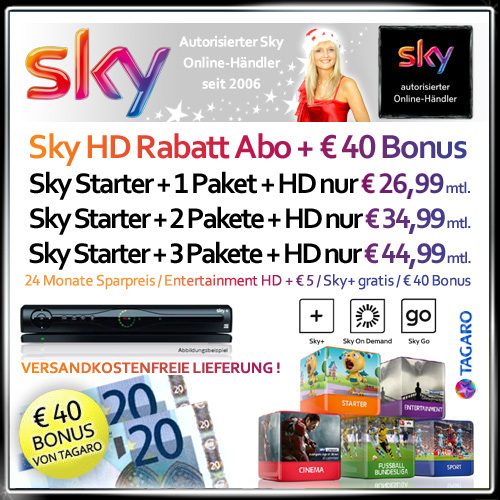 sky
Autorisierter Sky
Online-Händler
seit 2006
sky
autorisierter
Online-Händler
Sky HD Rabatt Abo + € 40 Bonus
Sky Starter + 1 Paket + HD nur € 26,99 mtl.
Sky Starter + 2 Pakete + HD nur € 34,99 mtl.
Sky Starter + 3 Pakete + HD nur € 44,99 mtl.
24 Monate Sparpreis / Entertainment HD + € 5 / Sky+ gratis / € 40 Bonus
sky
Abbildungsbeispiel
VERSANDKOSTENFREIE LIEFERUNG !
+
go
Sky+
Sky On Demand
Sky Go
TAGARO
€ 40
BONUS
VON TAGARO
20
20
STARTER
ENTERTAINMENT
CINEMA
FUSSBALL
BUNDESLIGA
SPORT